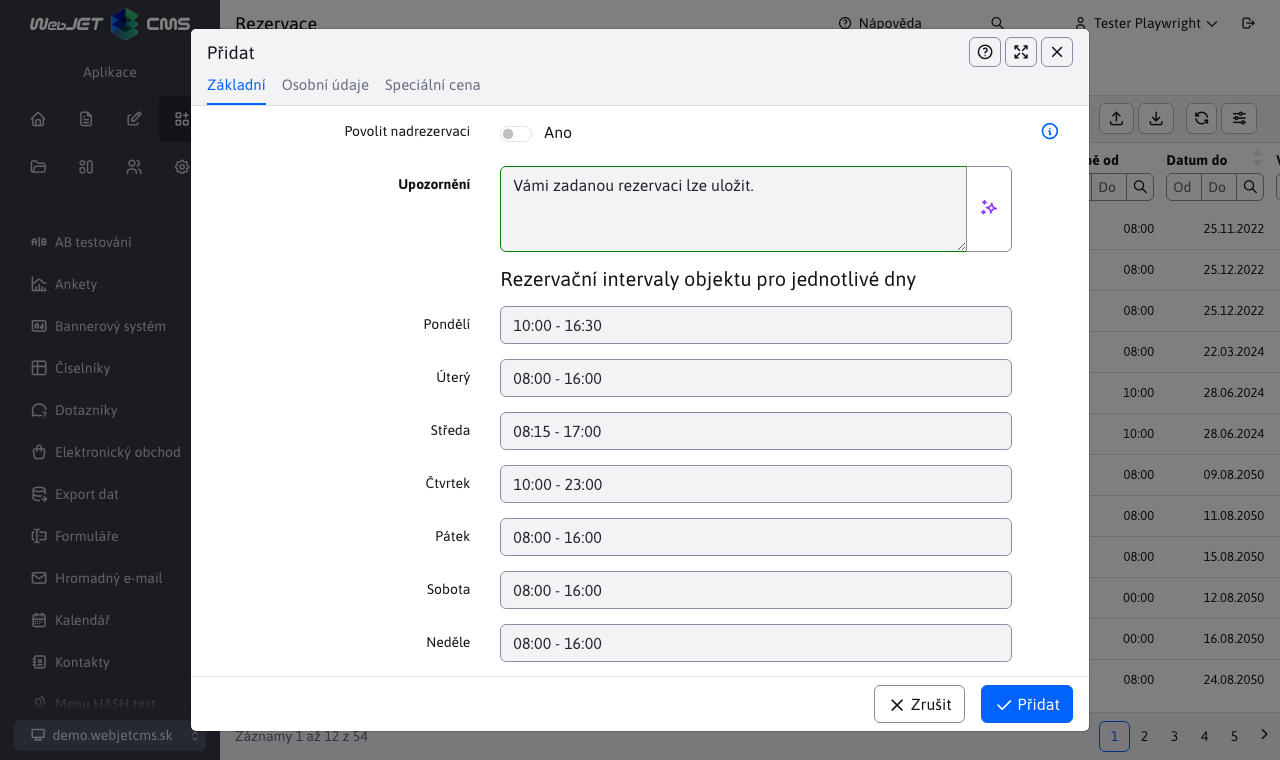 WebJET CMS
Rezervace
Nápověda
Tester Playwright
Aplikace
AB testování
Ankety
Bannerový systém
Číselníky
Dotazníky
Elektronický obchod
Export dat
Formuláře
Hromadný e-mail
Kalendář
Kontakty
Menu HASH test
demo.webjetcms.sk
Přidat
Základní
Osobní údaje
Speciální cena
Povolit nadrezervaci
Ano
Upozornění
Vámi zadanou rezervaci lze uložit.
Rezervační intervaly objektu pro jednotlivé dny
Pondělí
10:00 - 16:30
Úterý
08:00 - 16:00
Středa
08:15 - 17:00
Čtvrtek
10:00 - 23:00
Pátek
08:00 - 16:00
Sobota
08:00 - 16:00
Neděle
08:00 - 16:00
Zrušit
Přidat
od
Datum do
Do
Od
Do
08:00 25.11.2022
08:00 25.12.2022
08:00 25.12.2022
08:00 22.03.2024
10:00 28.06.2024
10:00 28.06.2024
08:00 09.08.2050
08:00 11.08.2050
08:00 15.08.2050
00:00 12.08.2050
00:00 16.08.2050
08:00 24.08.2050
Záznamy 1 až 12 z 54
1 2 3 4 5